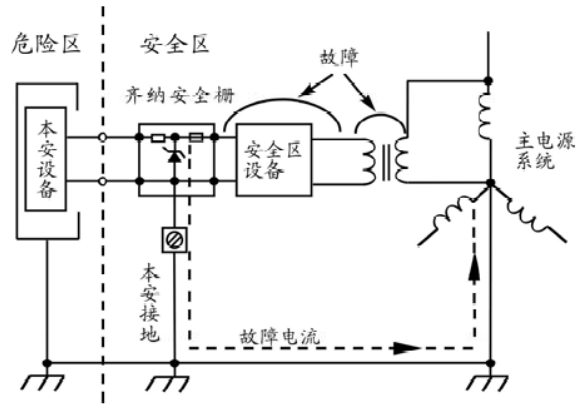 危险区
安全区
故障
齐纳安全栅
本安设备
安全区
设备
主电源
系统
本安接地
故障电流